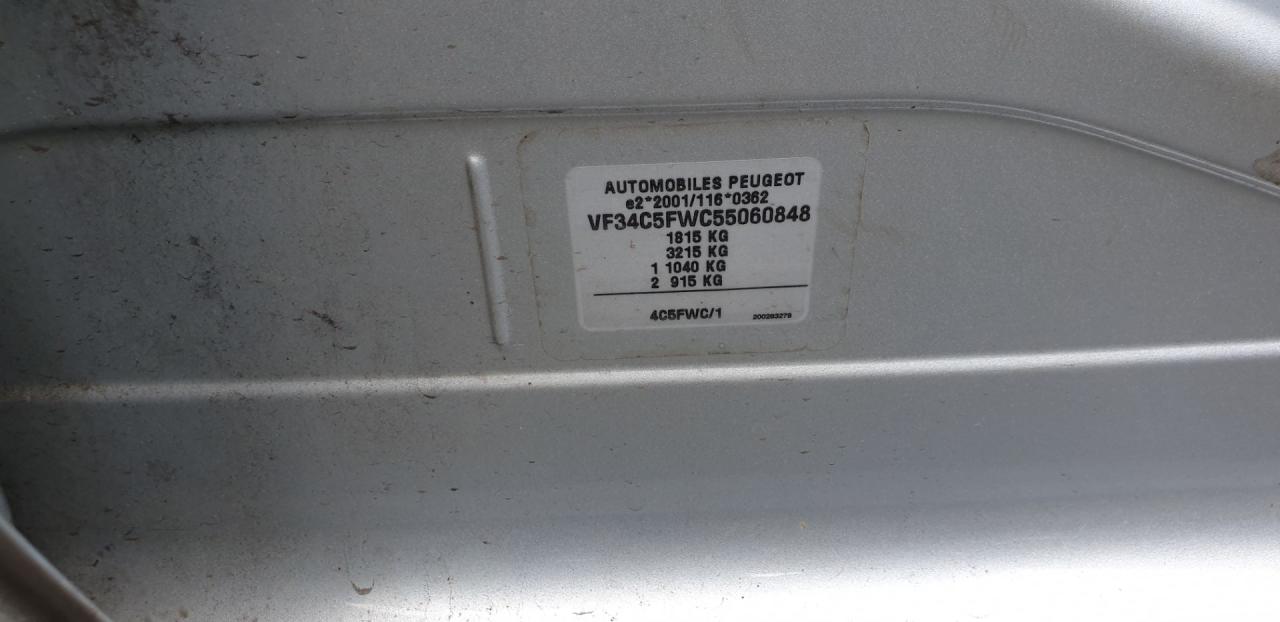 AUTOMOBILES PEUGEOT
e2*2001/116*0362
VF34C5FWC55060848
1815 KG
3215 KG
1 1040 KG
2 915 KG
4C5FWC/1 200283279